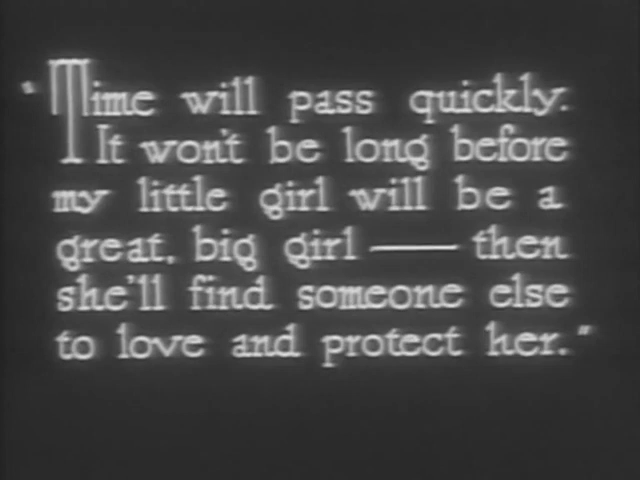 "Time will pass quickly.
It won't be long before
my little girl will be a
great, big girl — then
she'll find someone else
to love and protect her."